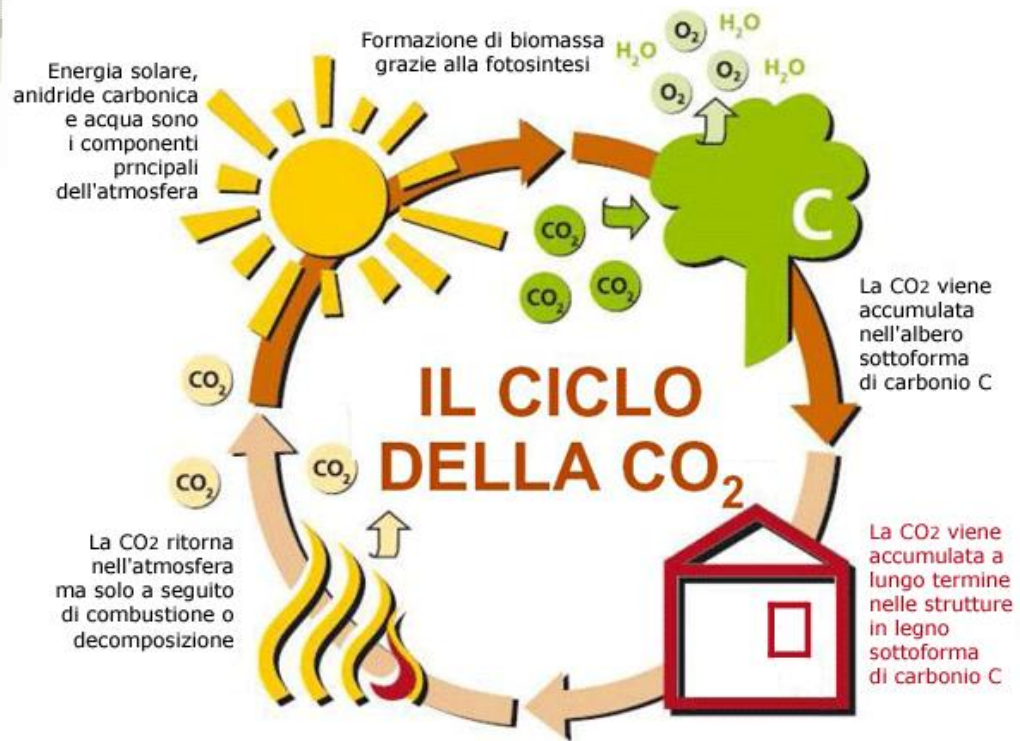 Energia solare,
anidride carbonica
e acqua sono
i componenti
prncipali
dell'atmosfera
Formazione di biomassa
grazie alla fotosintesi
H₂O
O₂
H₂O
O₂
H₂O
O₂
C
CO₂
CO₂
CO₂
La CO2 viene
accumulata
nell'albero
sottoforma
di carbonio C
IL CICLO
DELLA CO₂
La CO2 viene
accumulata a
lungo termine
nelle strutture
in legno
sottoforma
di carbonio C
CO₂
CO₂
CO₂
La CO2 ritorna
nell'atmosfera
ma solo a seguito
di combustione o
decomposizione